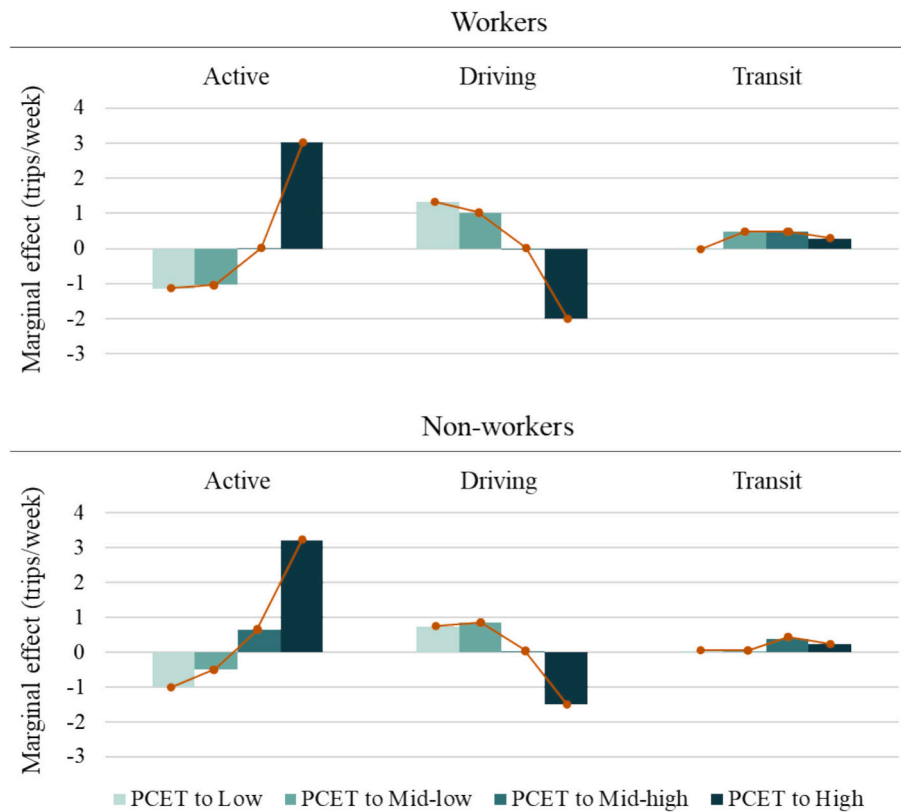 Workers
Active Driving Transit
Marginal effect (trips/week)
4
3
2
1
0
-1
-2
-3
Non-workers
Active Driving Transit
Marginal effect (trips/week)
4
3
2
1
0
-1
-2
-3
PCET to Low PCET to Mid-low PCET to Mid-high PCET to High